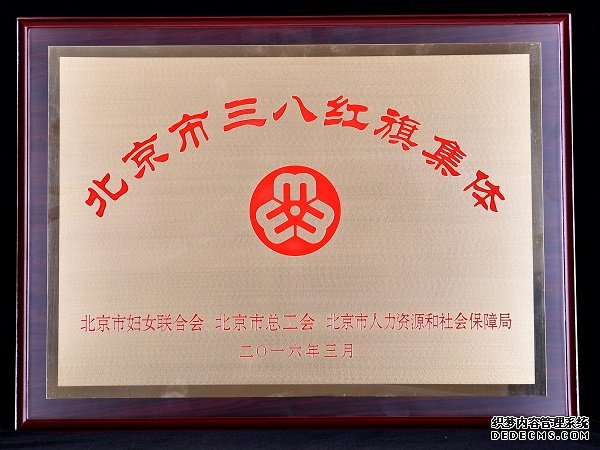 北京市三八红旗集体
北京市妇女联合会 北京市总工会 北京市人力资源和社会保障局
二〇一六年三月
织梦内容管理系统
DEDECMS.COM